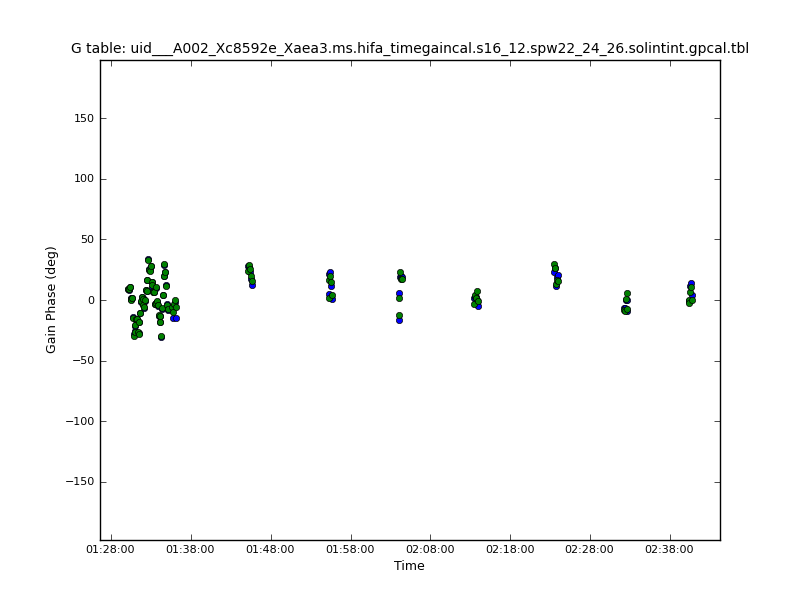 G table: uid___A002_Xc8592e_Xaea3.ms.hifa_timegaincal.s16_12.spw22_24_26.solintint.gpcal.tbl
150
100
50
0
−50
−100
−150
Gain Phase (deg)
01:28:00 01:38:00 01:48:00 01:58:00 02:08:00 02:18:00 02:28:00 02:38:00
Time